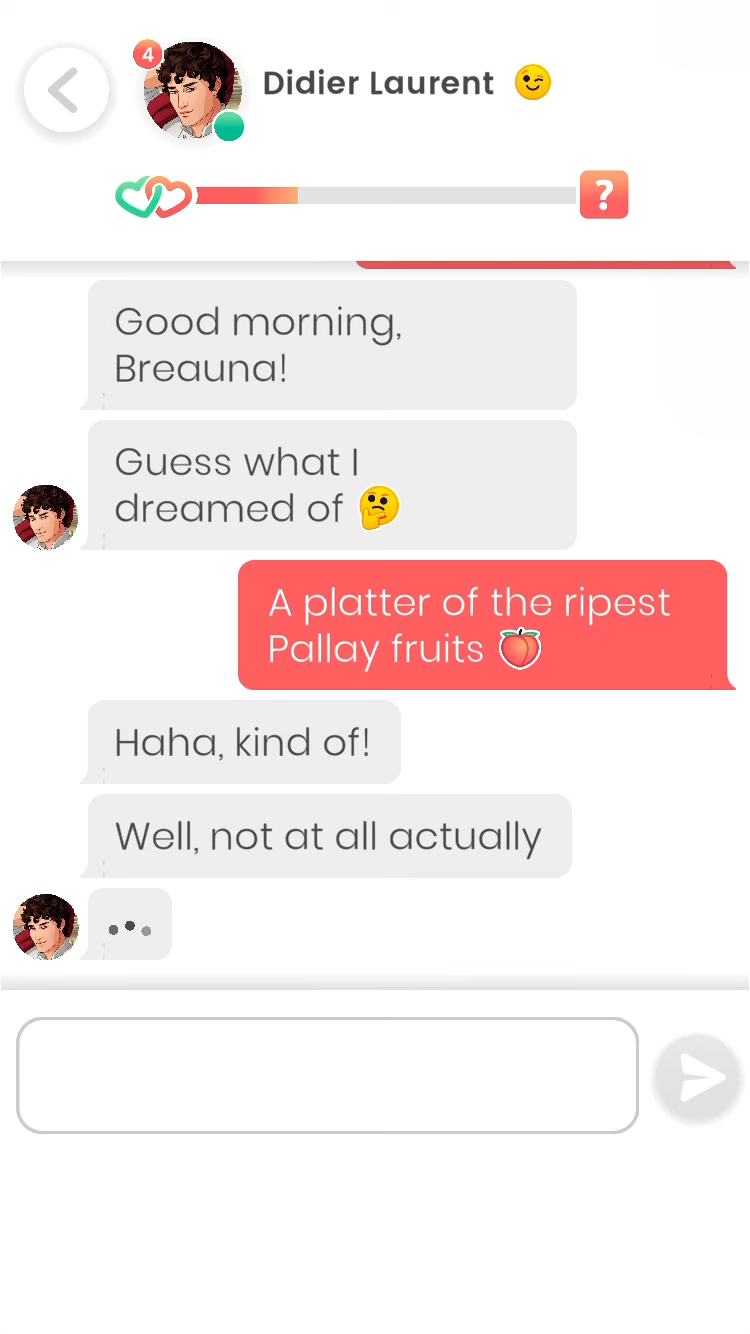 4
Didier Laurent 😉
?
Good morning,
Breauna!
Guess what I
dreamed of 🤔
A platter of the ripest
Pallay fruits 🍑
Haha, kind of!
Well, not at all actually